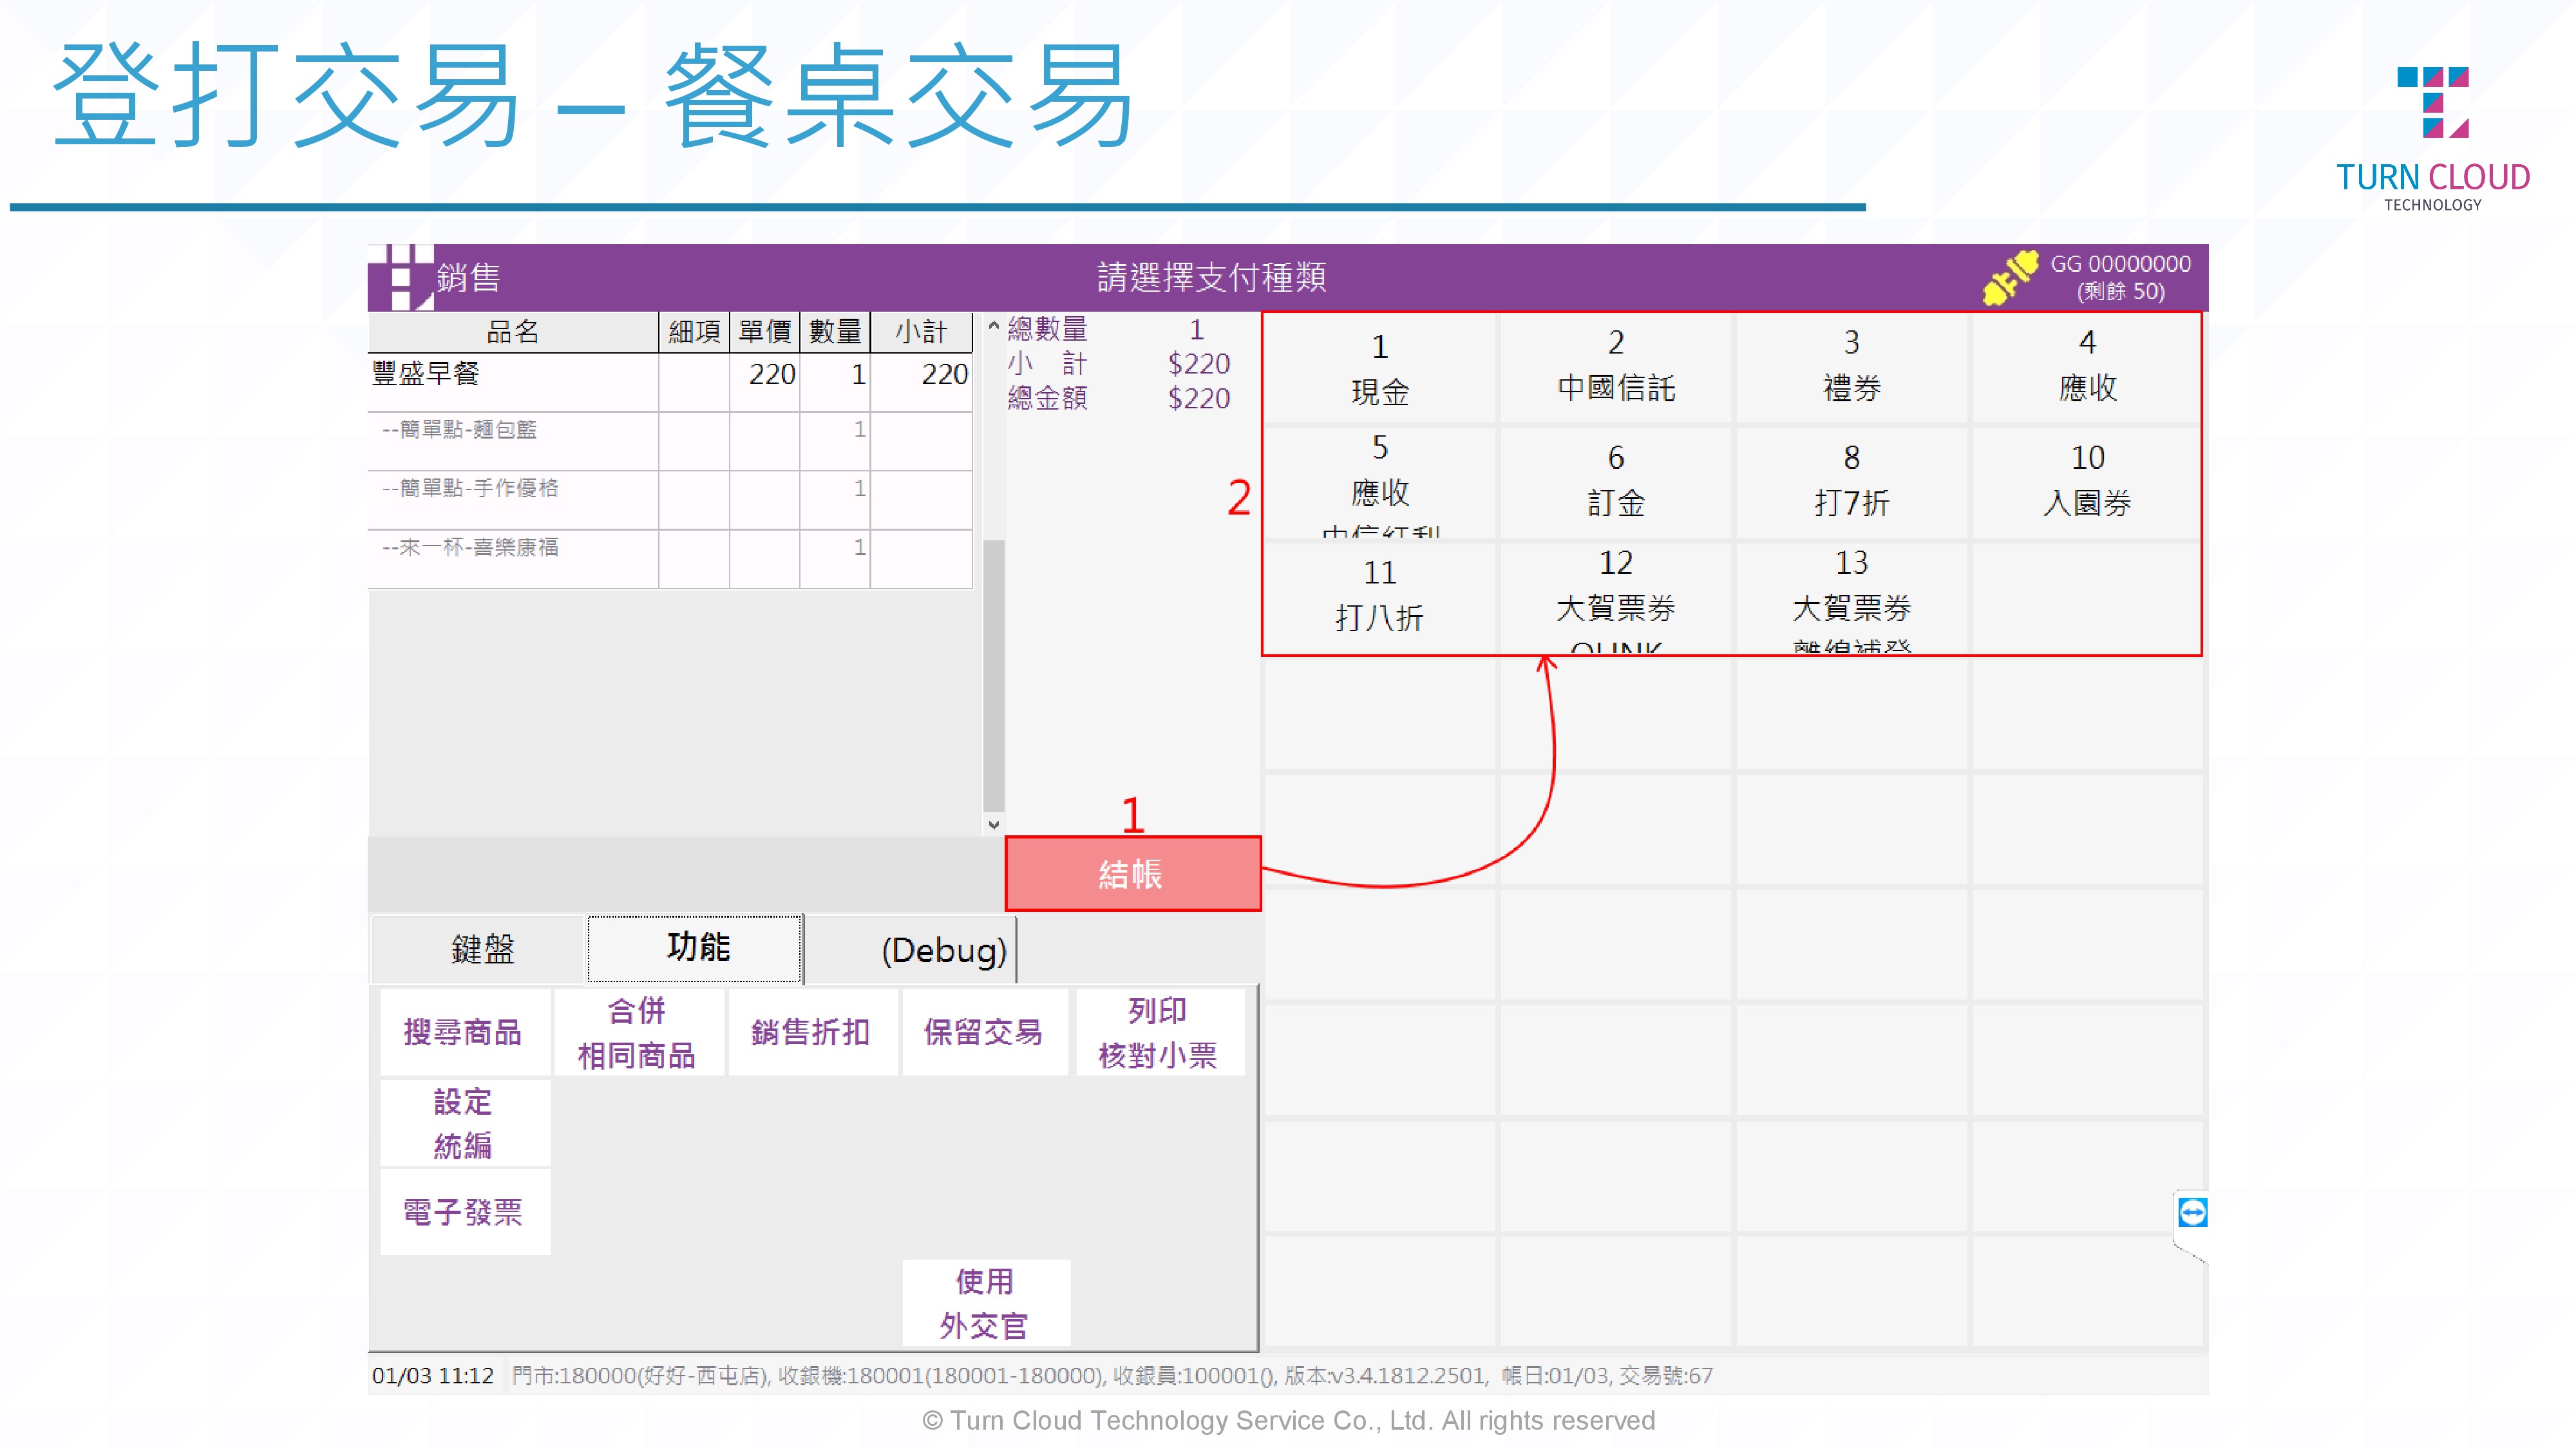 登打交易 – 餐桌交易
TURN CLOUD
TECHNOLOGY
銷售
請選擇支付種類
GG 00000000
(剩餘 50)
品名 細項 單價 數量 小計
豐盛早餐 220 1 220
--簡單點-麵包籃 1
--簡單點-手作優格 1
--來一杯-喜樂康福 1
總數量 1
小 計 $220
總金額 $220
1
現金
2
中國信託
3
禮券
4
應收
5
應收
中信紅利
6
訂金
8
打7折
10
入園券
11
打八折
12
大賀票券
13
大賀票券
離線補登
2
1
結帳
鍵盤
功能
(Debug)
搜尋商品
合併
相同商品
銷售折扣
保留交易
列印
核對小票
設定
統編
電子發票
使用
外交官
01/03 11:12 門市:180000(好好-西屯店), 收銀機:180001(180001-180000), 收銀員:100001(), 版本:v3.4.1812.2501, 帳日:01/03, 交易號:67
© Turn Cloud Technology Service Co., Ltd. All rights reserved